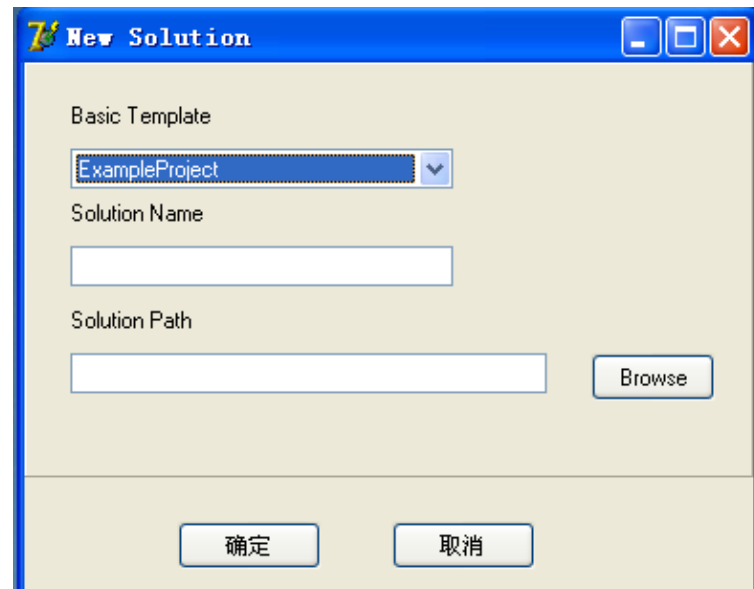 New Solution
Basic Template
ExampleProject
Solution Name
Solution Path
Browse
确定 取消